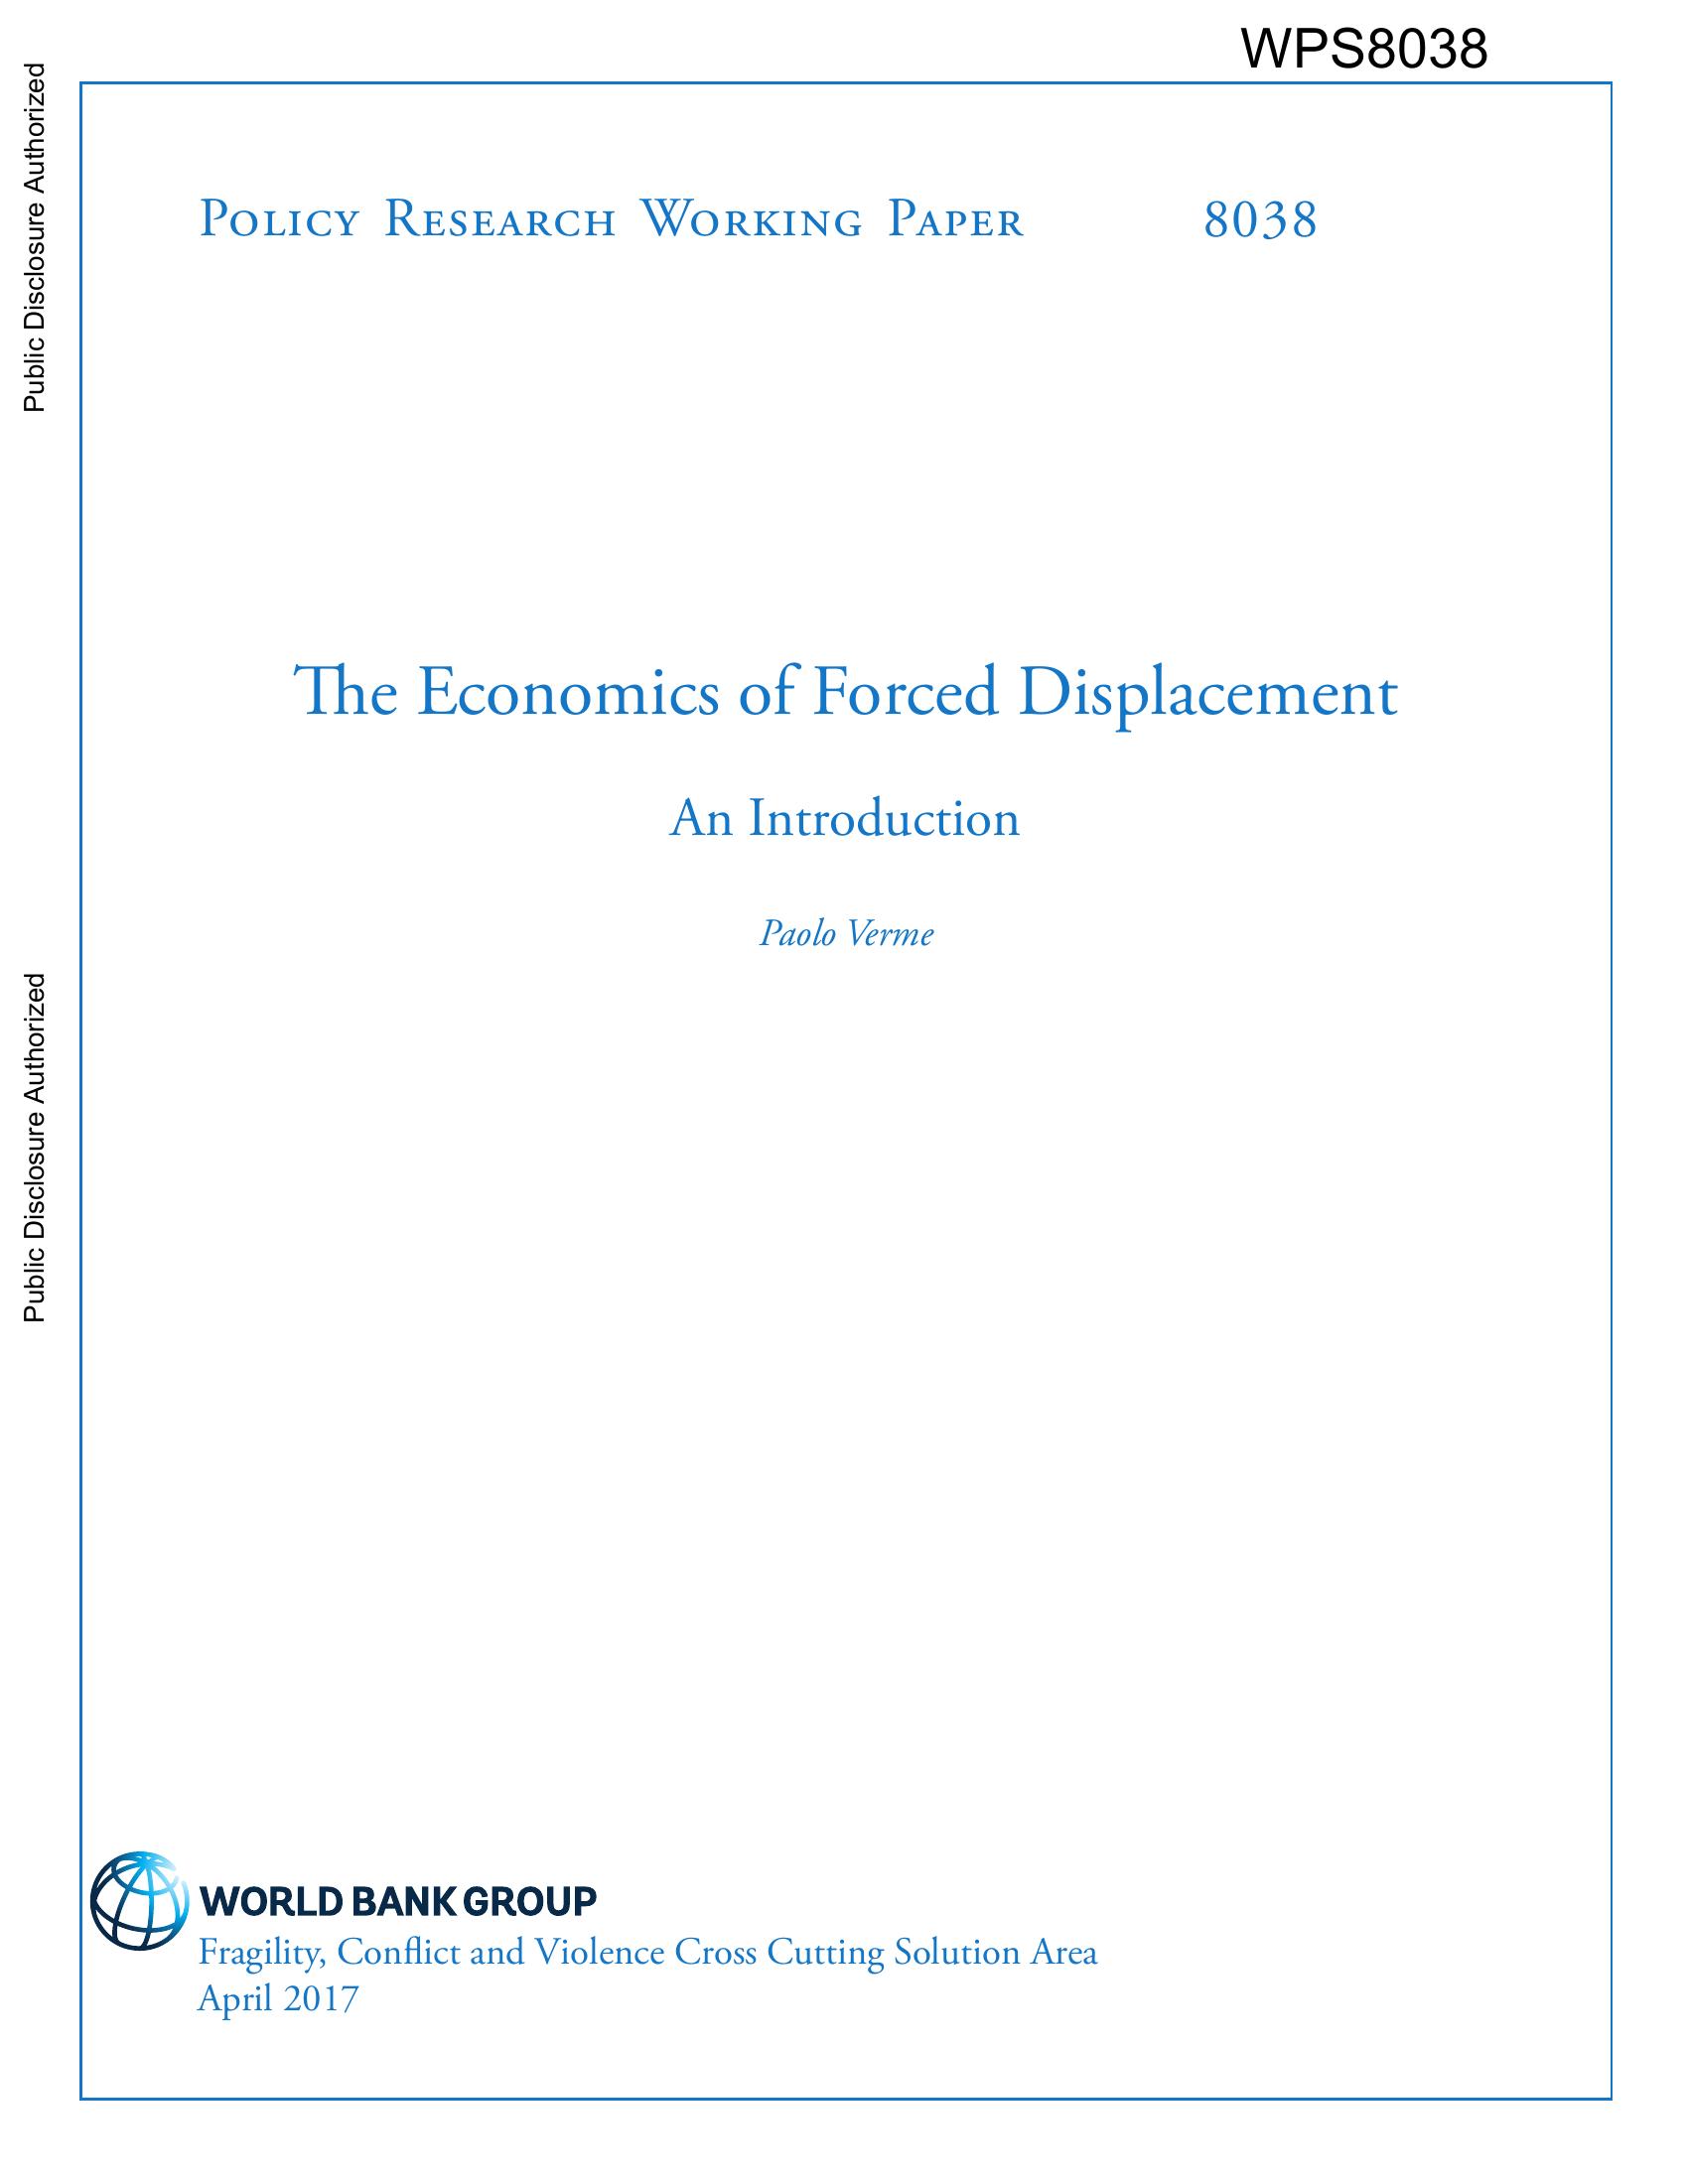 WPS8038
Public Disclosure Authorized
Policy Research Working Paper 8038
The Economics of Forced Displacement
An Introduction
Paolo Verme
Public Disclosure Authorized
WORLD BANK GROUP
Fragility, Conflict and Violence Cross Cutting Solution Area
April 2017